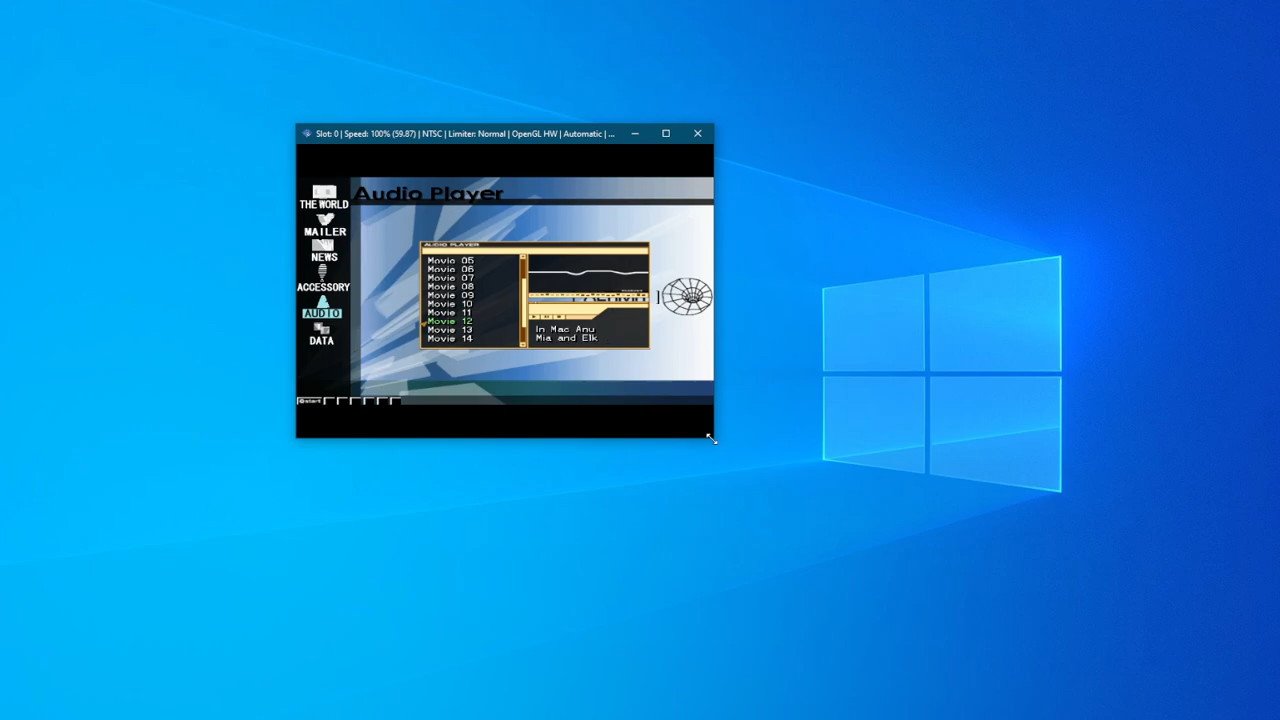 Slot: 0 | Speed: 100% (59.87) | NTSC | Limiter: Normal | OpenGL HW | Automatic | ...
Audio Player
THE WORLD
MAILER
NEWS
ACCESSORY
AUDIO
DATA
AUDIO PLAYER
Movie 05
Movie 06
Movie 07
Movie 08
Movie 09
Movie 10
Movie 11
Movie 12
Movie 13
Movie 14
In Mac Anu
Mia and Elk
start